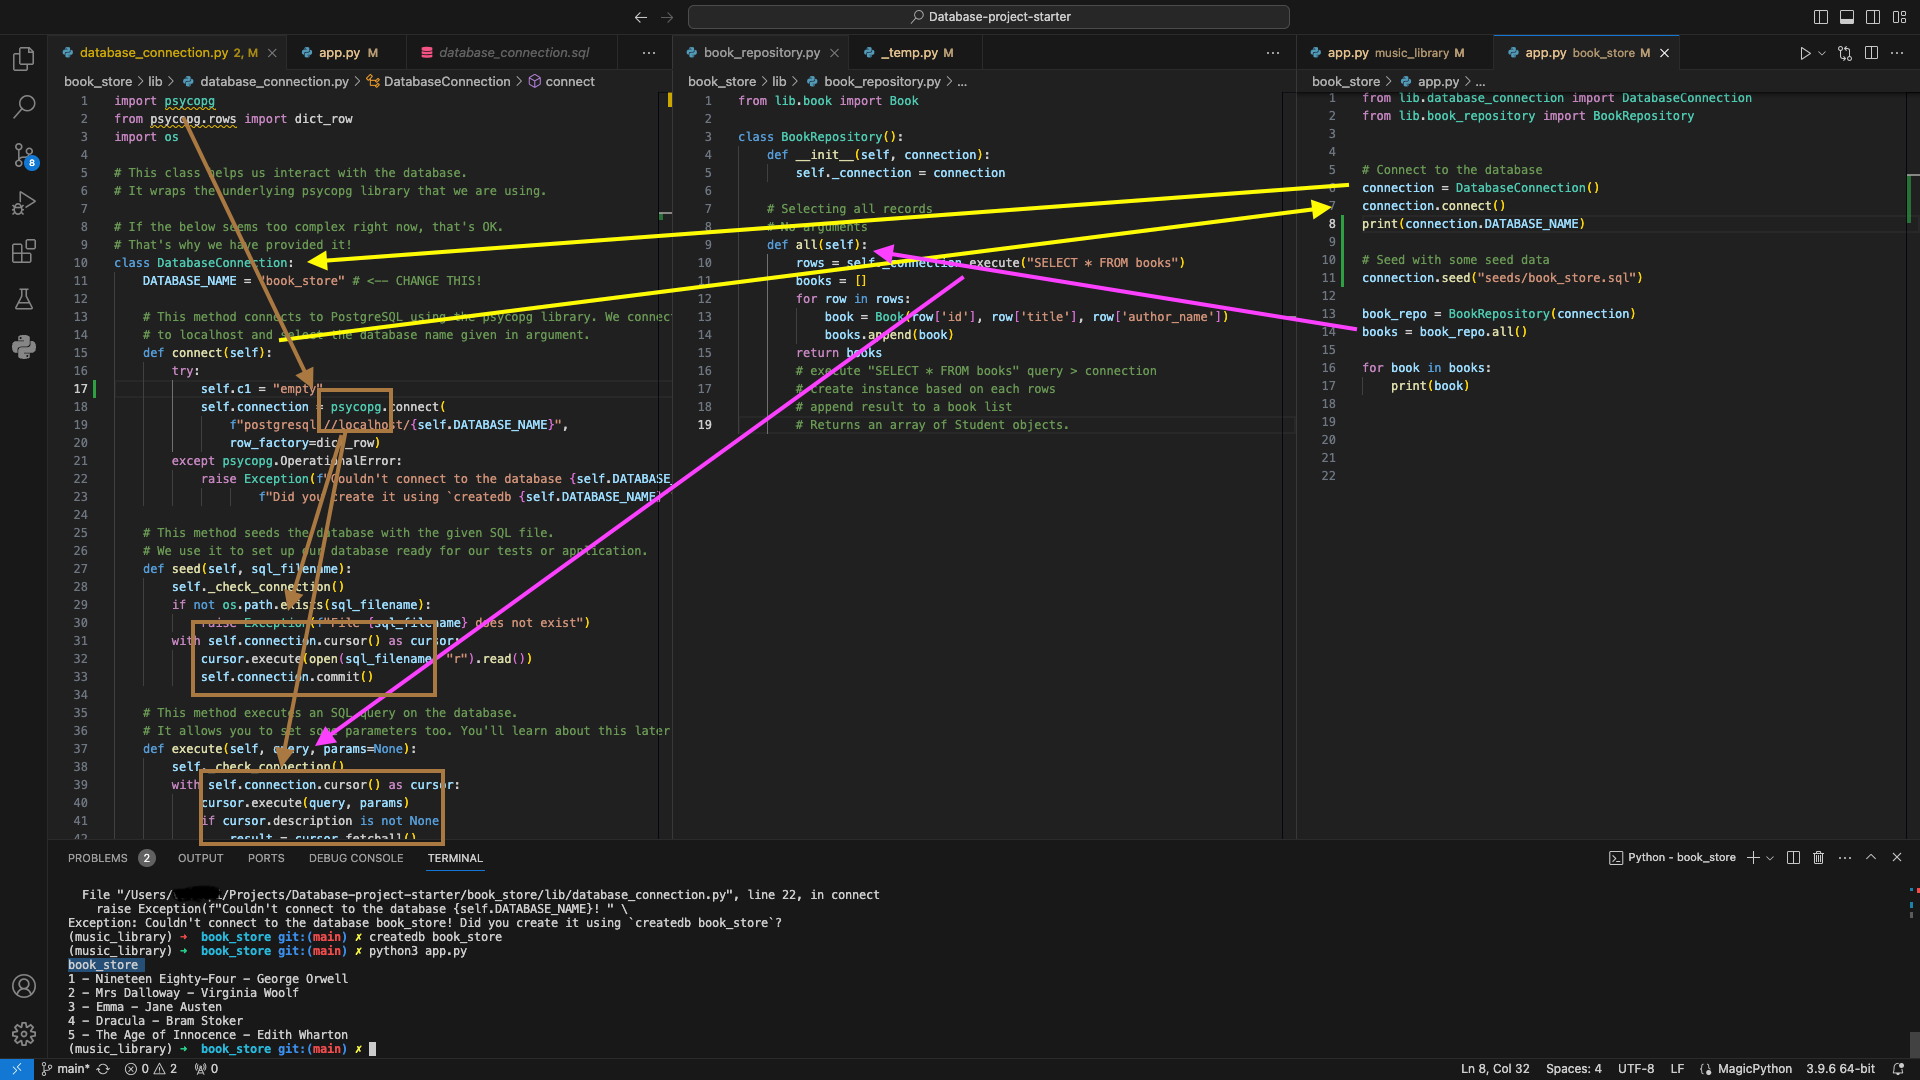 Database-project-starter
database_connection.py 2, M
app.py M
database_connection.sql
book_repository.py
_temp.py M
app.py music_library M
app.py book_store M
book_store > lib > database_connection.py > DatabaseConnection > connect
1 import psycopg
2 from psycopg.rows import dict_row
3 import os
4
5 # This class helps us interact with the database.
6 # It wraps the underlying psycopg library that we are using.
7
8 # If the below seems too complex right now, that's OK.
9 # That's why we have provided it!
10 class DatabaseConnection:
11 DATABASE_NAME = "book_store" # <-- CHANGE THIS!
12
13 # This method connects to PostgreSQL using the psycopg library. We connec
14 # to localhost and select the database name given in argument.
15 def connect(self):
16 try:
17 self.c1 = "empty"
18 self.connection = psycopg.connect(
19 f"postgresql://localhost/{self.DATABASE_NAME}",
20 row_factory=dict_row)
21 except psycopg.OperationalError:
22 raise Exception(f"Couldn't connect to the database {self.DATABASE_
23 f"Did you create it using `createdb {self.DATABASE_NAME}
24
25 # This method seeds the database with the given SQL file.
26 # We use it to set up our database ready for our tests or application.
27 def seed(self, sql_filename):
28 self._check_connection()
29 if not os.path.exists(sql_filename):
30 raise Exception(f"File {sql_filename} does not exist")
31 with self.connection.cursor() as cursor:
32 cursor.execute(open(sql_filename, "r").read())
33 self.connection.commit()
34
35 # This method executes an SQL query on the database.
36 # It allows you to set some parameters too. You'll learn about this later
37 def execute(self, query, params=None):
38 self._check_connection()
39 with self.connection.cursor() as cursor:
40 cursor.execute(query, params)
41 if cursor.description is not None
42 result = cursor.fetchall()
book_store > lib > book_repository.py > ...
1 from lib.book import Book
2
3 class BookRepository():
4 def __init__(self, connection):
5 self._connection = connection
6
7 # Selecting all records
8 # No arguments
9 def all(self):
10 rows = self._connection.execute("SELECT * FROM books")
11 books = []
12 for row in rows:
13 book = Book(row['id'], row['title'], row['author_name'])
14 books.append(book)
15 return books
16 # execute "SELECT * FROM books" query > connection
17 # create instance based on each rows
18 # append result to a book list
19 # Returns an array of Student objects.
book_store > app.py > ...
1 from lib.database_connection import DatabaseConnection
2 from lib.book_repository import BookRepository
3
4
5 # Connect to the database
6 connection = DatabaseConnection()
7 connection.connect()
8 print(connection.DATABASE_NAME)
9
10 # Seed with some seed data
11 connection.seed("seeds/book_store.sql")
12
13 book_repo = BookRepository(connection)
14 books = book_repo.all()
15
16 for book in books:
17 print(book)
18
19
20
21
22
8
PROBLEMS 2 OUTPUT PORTS DEBUG CONSOLE TERMINAL
Python - book_store
File "/Users/ /Projects/Database-project-starter/book_store/lib/database_connection.py", line 22, in connect
raise Exception(f"Couldn't connect to the database {self.DATABASE_NAME}! " \
Exception: Couldn't connect to the database book_store! Did you create it using `createdb book_store`?
(music_library) → book_store git:(main) ✗ createdb book_store
(music_library) → book_store git:(main) ✗ python3 app.py
book_store
1 - Nineteen Eighty-Four - George Orwell
2 - Mrs Dalloway - Virginia Woolf
3 - Emma - Jane Austen
4 - Dracula - Bram Stoker
5 - The Age of Innocence - Edith Wharton
(music_library) → book_store git:(main) ✗
main* 0 2 0
Ln 8, Col 32 Spaces: 4 UTF-8 LF MagicPython 3.9.6 64-bit